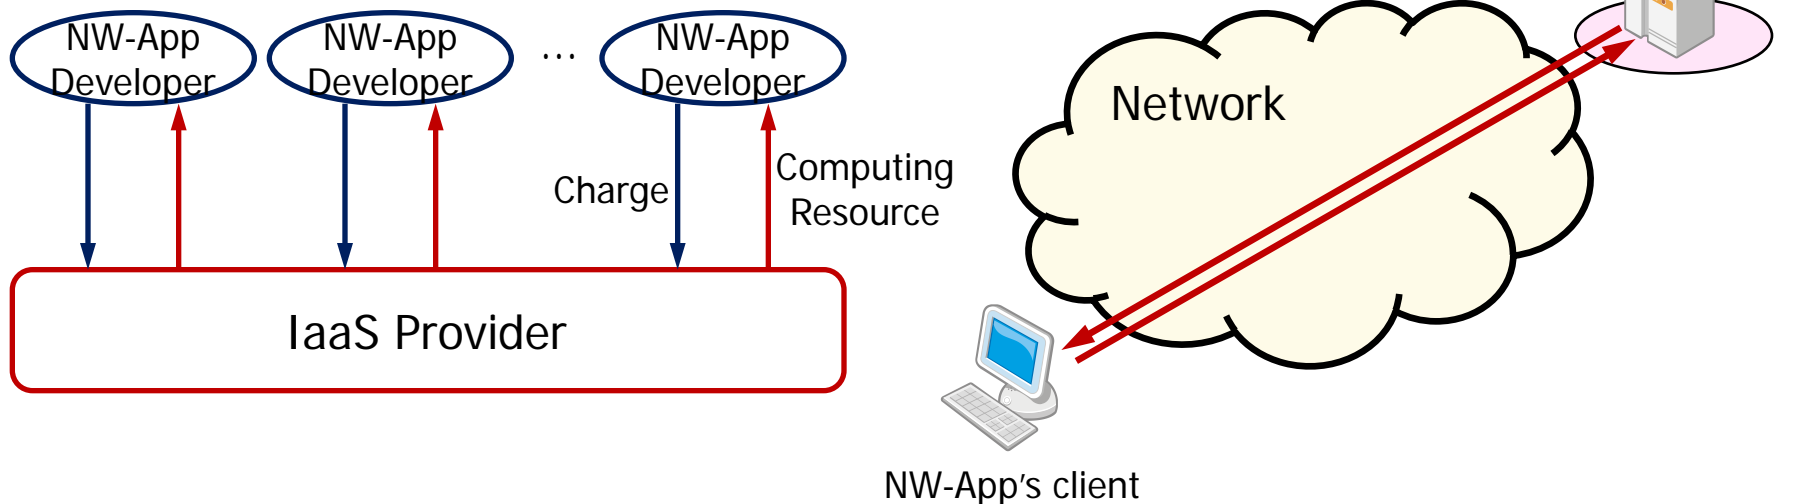 NW-App
Developer
NW-App
Developer
…
NW-App
Developer
Charge
Computing
Resource
IaaS Provider
Network
NW-App's client